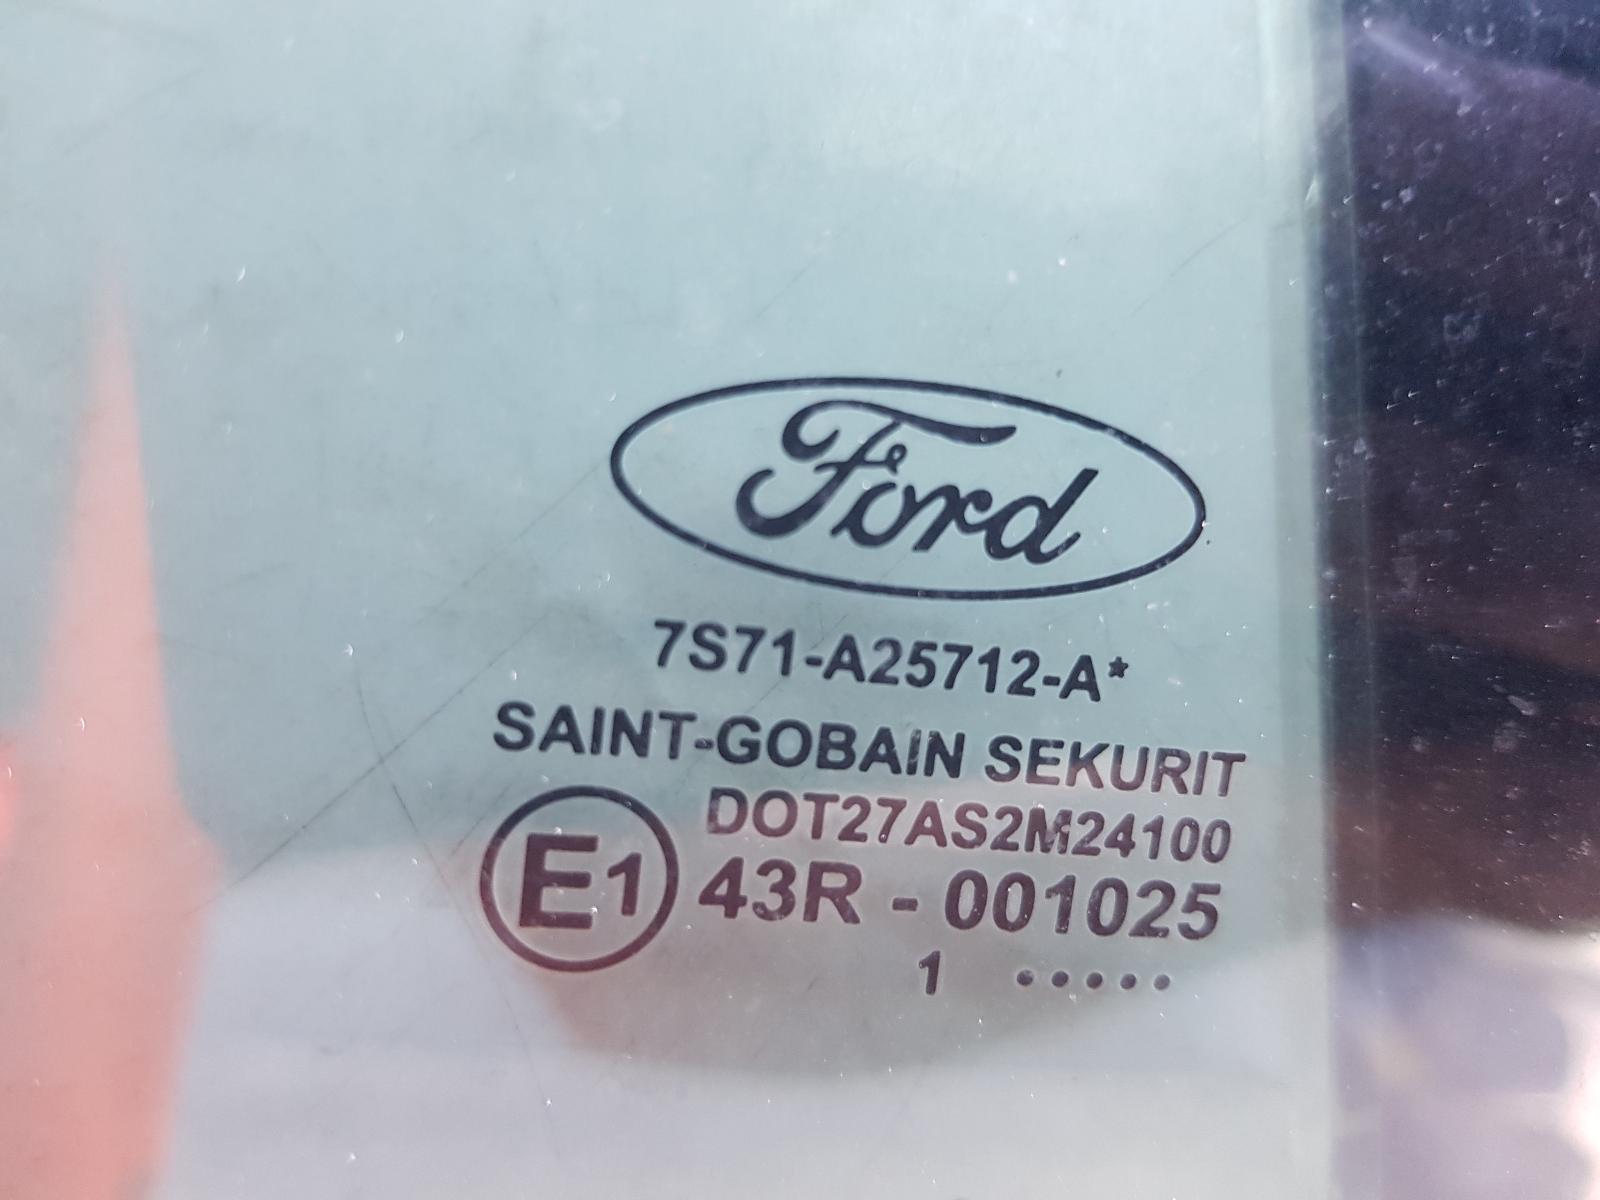 Ford
7S71-A25712-A*
SAINT-GOBAIN SEKURIT
DOT27AS2M24100
E1 43R - 001025
1 .....